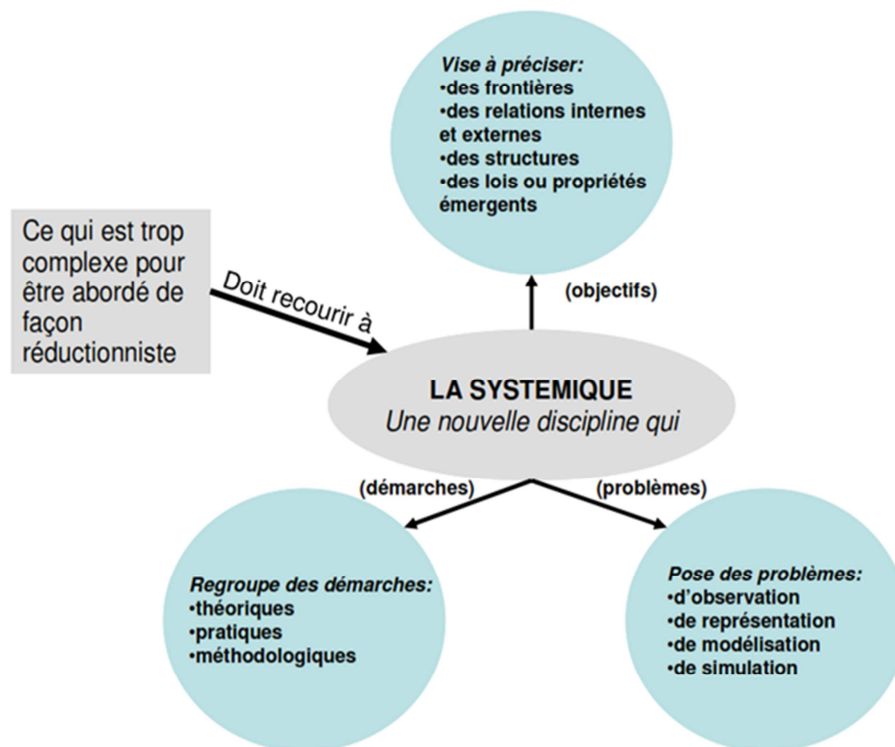 Vise à préciser:
•des frontières
•des relations internes
et externes
•des structures
•des lois ou propriétés
émergents
Ce qui est trop
complexe pour
être abordé de
façon
réductionniste
Doit recourir à
(objectifs)
LA SYSTEMIQUE
Une nouvelle discipline qui
(démarches)
(problèmes)
Regroupe des démarches:
•théoriques
•pratiques
•méthodologiques
Pose des problèmes:
•d'observation
•de représentation
•de modélisation
•de simulation